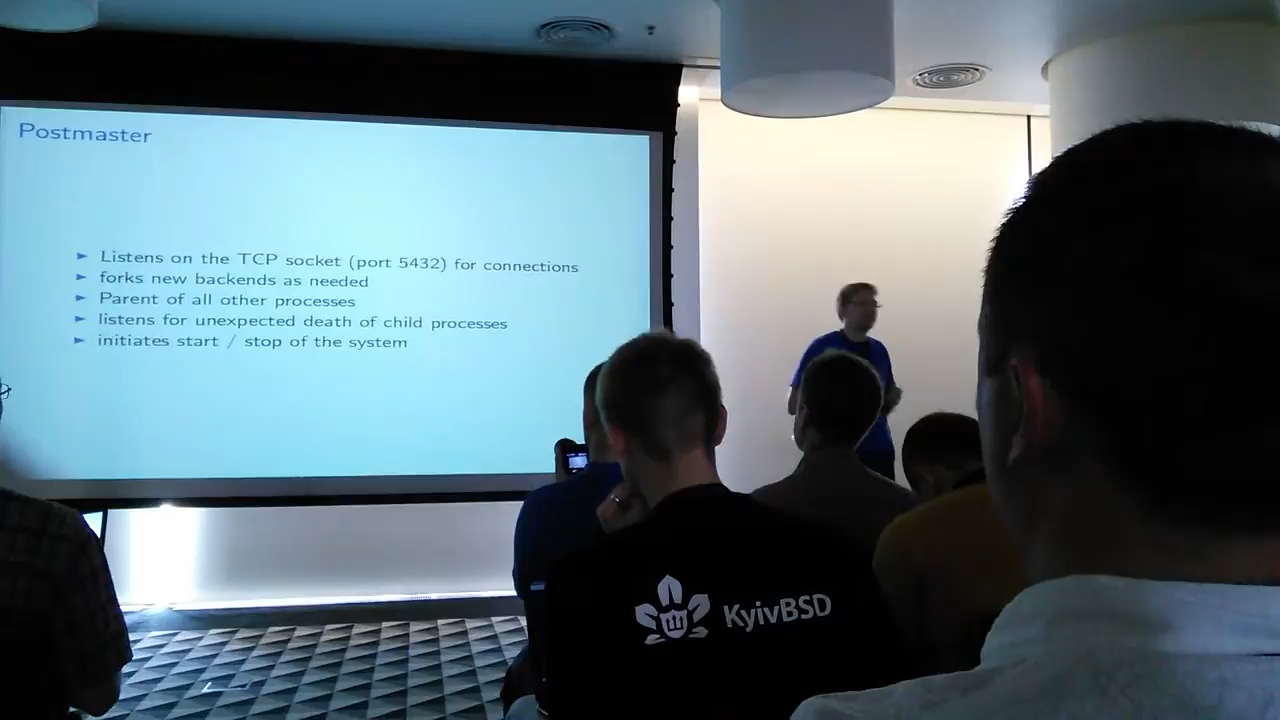 Postmaster
► Listens on the TCP socket (port 5432) for connections
► forks new backends as needed
► Parent of all other processes
► listens for unexpected death of child processes
► initiates start / stop of the system
KyivBSD